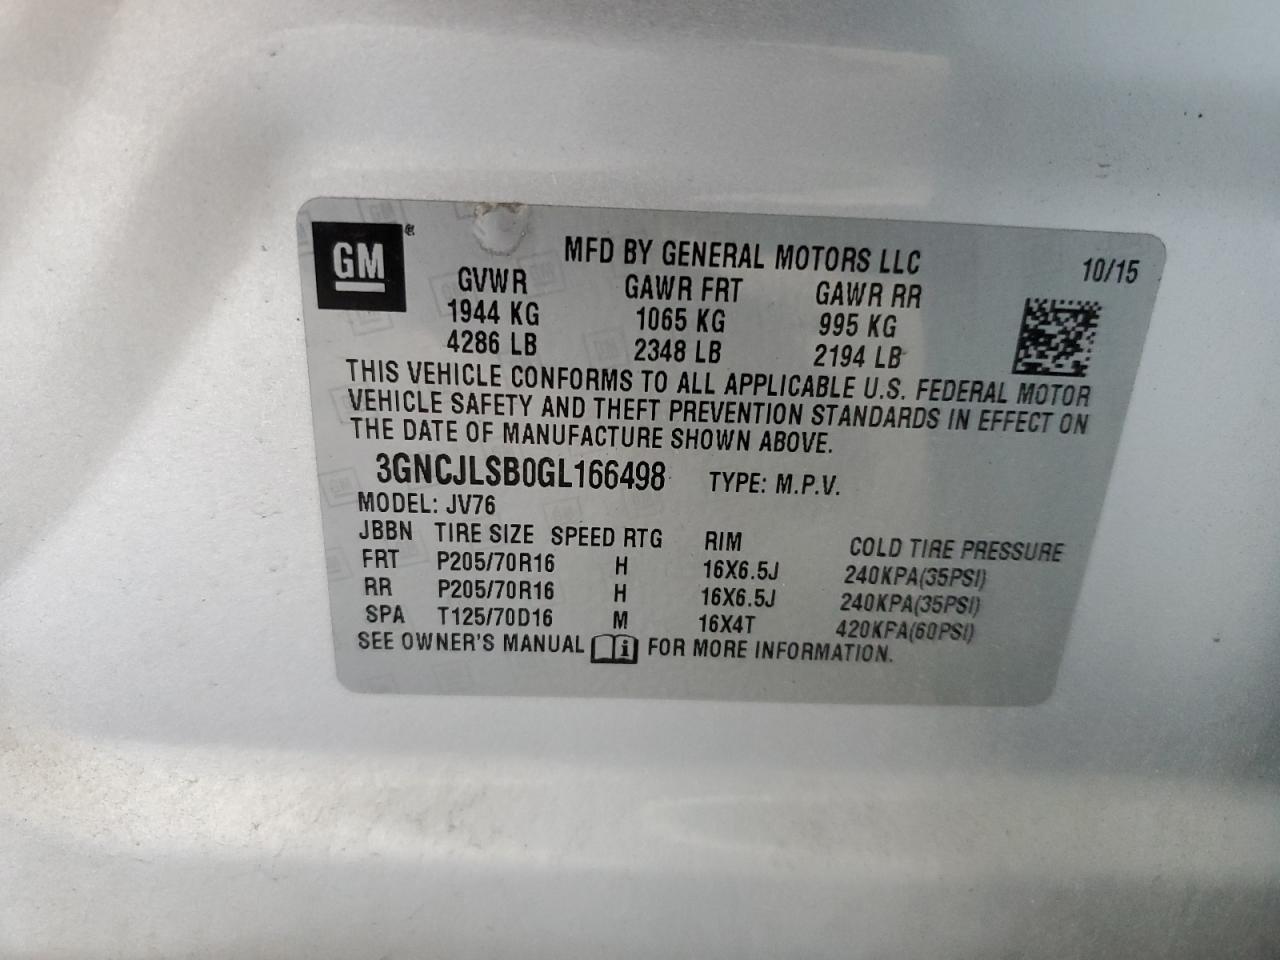 GM ®
MFD BY GENERAL MOTORS LLC 10/15
GVWR GAWR FRT GAWR RR
1944 KG 1065 KG 995 KG
4286 LB 2348 LB 2194 LB
THIS VEHICLE CONFORMS TO ALL APPLICABLE U.S. FEDERAL MOTOR
VEHICLE SAFETY AND THEFT PREVENTION STANDARDS IN EFFECT ON
THE DATE OF MANUFACTURE SHOWN ABOVE.
3GNCJLSB0GL166498 TYPE: M.P.V.
MODEL: JV76
JBBN TIRE SIZE SPEED RTG RIM COLD TIRE PRESSURE
FRT P205/70R16 H 16X6.5J 240KPA(35PSI)
RR P205/70R16 H 16X6.5J 240KPA(35PSI)
SPA T125/70D16 M 16X4T 420KPA(60PSI)
SEE OWNER'S MANUAL i FOR MORE INFORMATION.